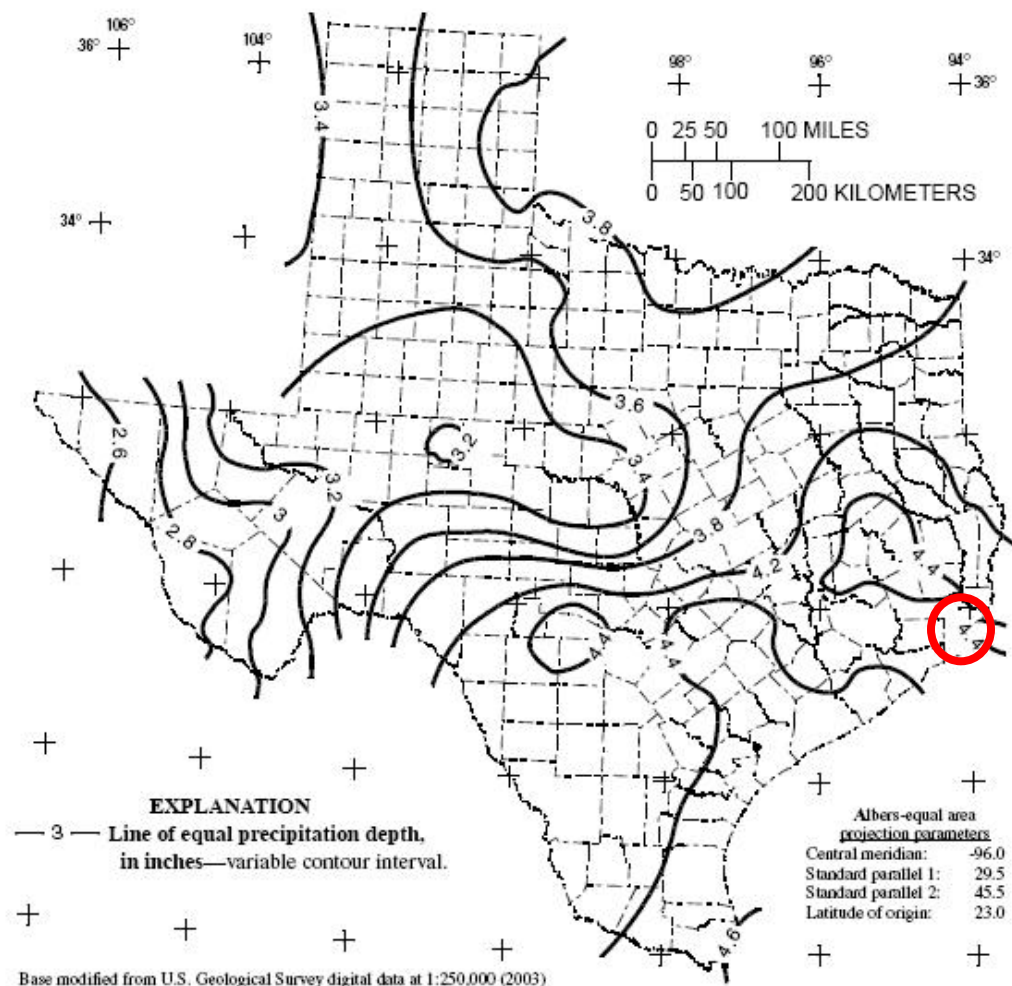 106°
36°
104°
98°
96°
94°
36°
0 25 50 100 MILES
0 50 100 200 KILOMETERS
3.4
34°
3.8
34°
3.6
3.2
3.4
2.6
3.2
3
3.8
2.8
4.2
4.4
4.4
4.4
4.4
4.6
EXPLANATION
3 Line of equal precipitation depth,
in inches—variable contour interval.
Albers-equal area
projection parameters
Central meridian: -96.0
Standard parallel 1: 29.5
Standard parallel 2: 45.5
Latitude of origin: 23.0
Base modified from U.S. Geological Survey digital data at 1:250,000 (2003)